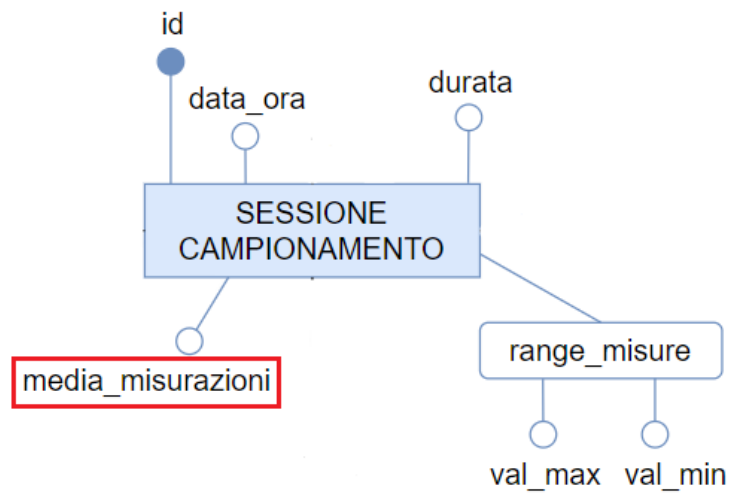 id
data_ora
durata
SESSIONE
CAMPIONAMENTO
media_misurazioni
range_misure
val_max
val_min